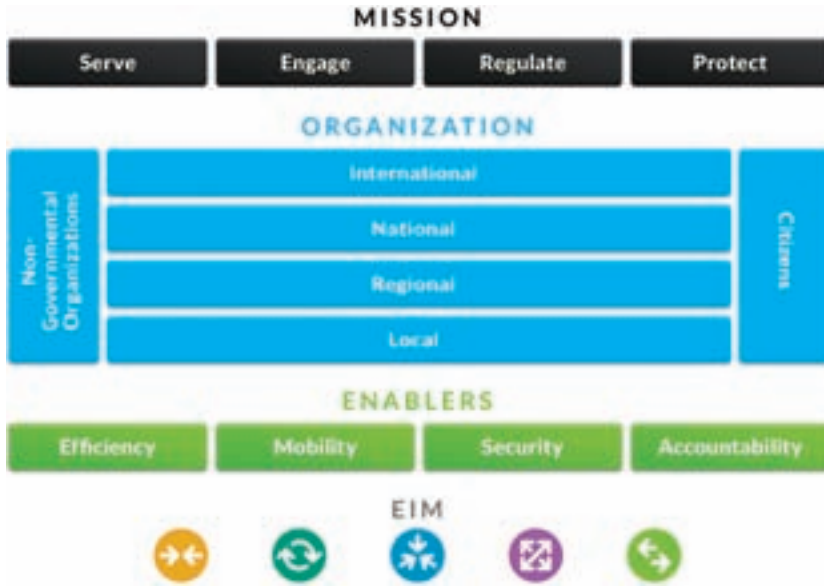 MISSION
Serve
Engage
Regulate
Protect
ORGANIZATION
Non-
Governmental
Organizations
International
National
Regional
Local
Citizens
ENABLERS
Efficiency
Mobility
Security
Accountability
EIM